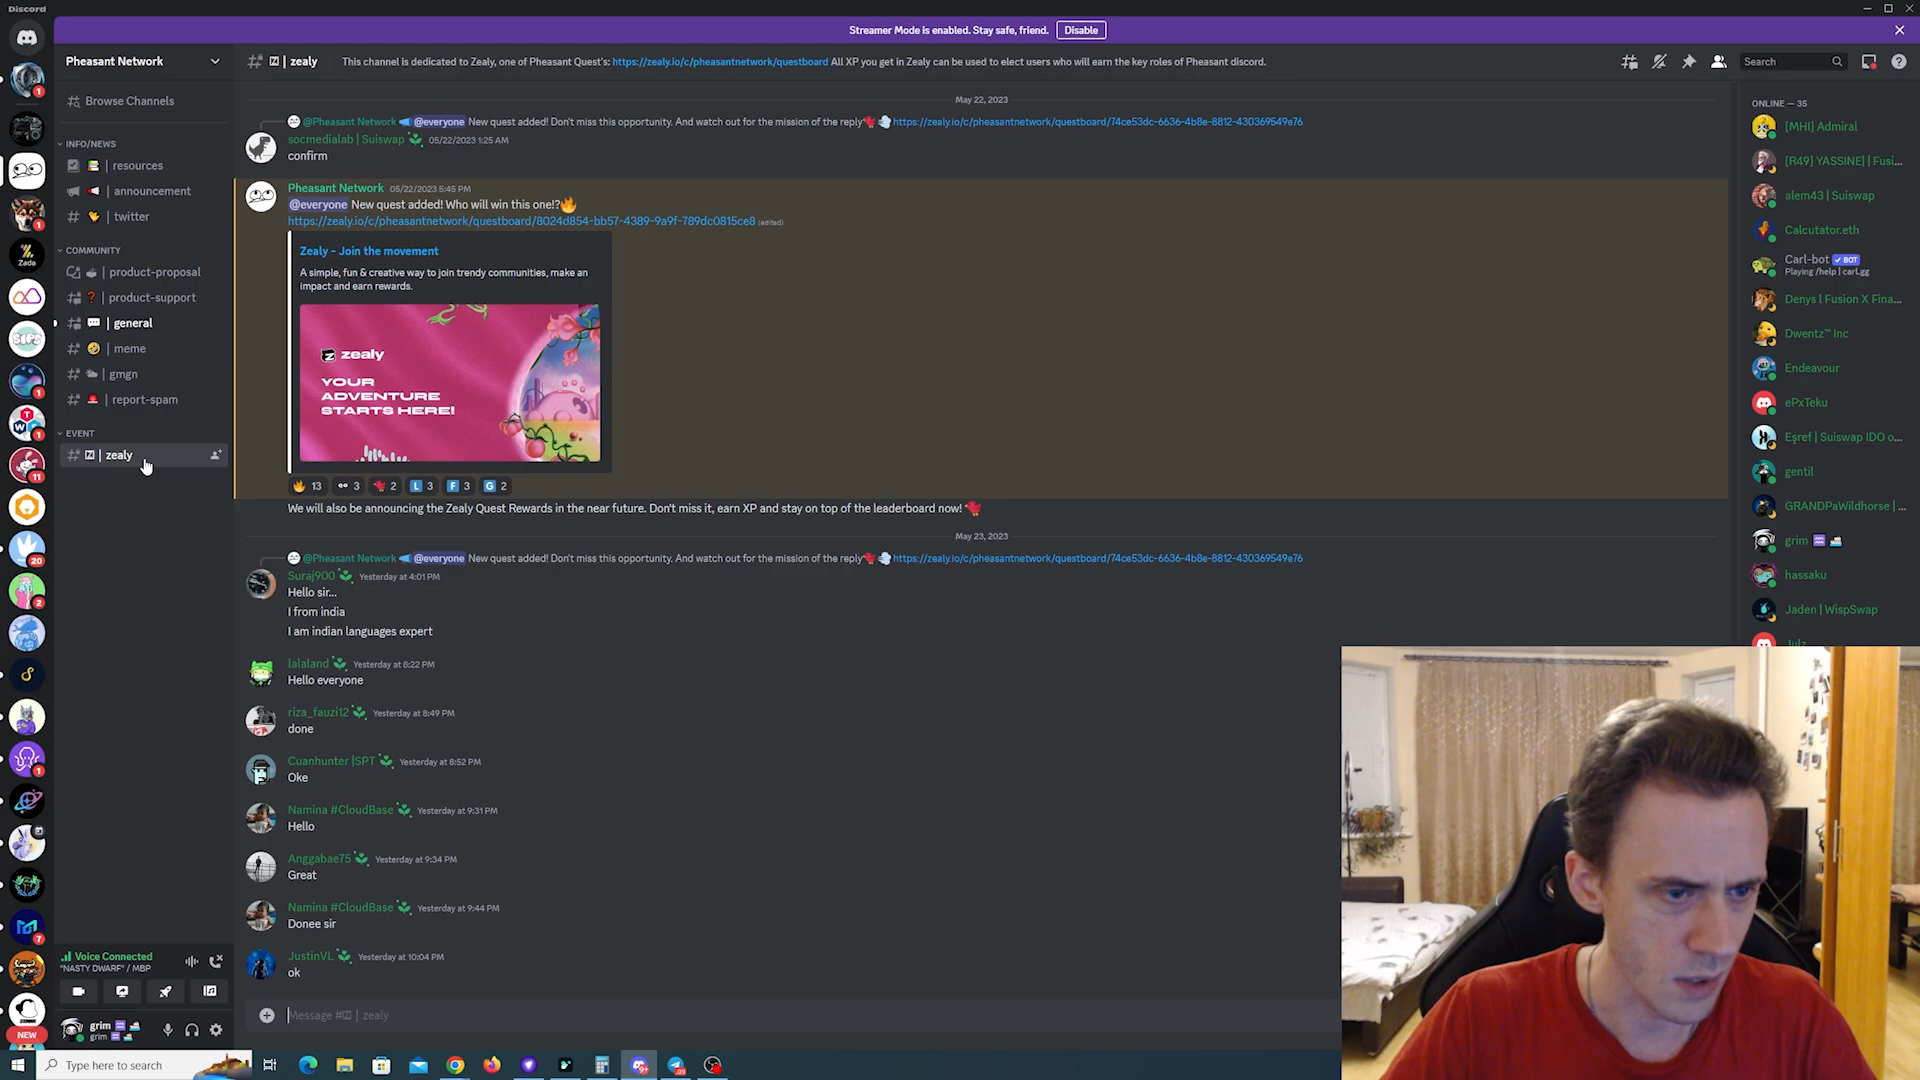 Discord
Streamer Mode is enabled. Stay safe, friend. Disable
Pheasant Network
zealy
This channel is dedicated to Zealy, one of Pheasant Quest's: https://zealy.io/c/pheasantnetwork/questboard All XP you get in Zealy can be used to elect users who will earn the key roles of Pheasant discord.
Search
Browse Channels
INFO/NEWS
resources
announcement
twitter
COMMUNITY
product-proposal
product-support
general
meme
gmgn
report-spam
EVENT
zealy
May 22, 2023
@Pheasant Network @everyone New quest added! Don't miss this opportunity. And watch out for the mission of the reply https://zealy.io/c/pheasantnetwork/questboard/74ce53dc-6636-4b8e-8812-430369549e76
socmedialab | Suiswap 05/22/2023 1:25 AM
confirm
Pheasant Network 05/22/2023 5:45 PM
@everyone New quest added! Who will win this one!?
https://zealy.io/c/pheasantnetwork/questboard/8024d854-bb57-4389-9a9f-789dc0815ce8 (edited)
Zealy - Join the movement
A simple, fun & creative way to join trendy communities, make an
impact and earn rewards.
zealy
YOUR
ADVENTURE
STARTS HERE!
13 3 2 L 3 F 3 G 2
We will also be announcing the Zealy Quest Rewards in the near future. Don't miss it, earn XP and stay on top of the leaderboard now!
May 23, 2023
@Pheasant Network @everyone New quest added! Don't miss this opportunity. And watch out for the mission of the reply https://zealy.io/c/pheasantnetwork/questboard/74ce53dc-6636-4b8e-8812-430369549e76
Suraj900 Yesterday at 4:01 PM
Hello sir...
I from india
I am indian languages expert
lalaland Yesterday at 8:22 PM
Hello everyone
riza_fauzi12 Yesterday at 8:49 PM
done
Cuanhunter |SPT Yesterday at 8:52 PM
Oke
Namina #CloudBase Yesterday at 9:31 PM
Hello
Anggabae75 Yesterday at 9:34 PM
Great
Namina #CloudBase Yesterday at 9:44 PM
Donee sir
JustinVL Yesterday at 10:04 PM
ok
Message # | zealy
ONLINE — 35
[MHI] Admiral
[R49] YASSINE| | Fusi...
alem43 | Suiswap
Calcutator.eth
Carl-bot BOT
Playing /help | carl.gg
Denys l Fusion X Fina...
Dwentz™ Inc
Endeavour
ePxTeku
Eşref | Suiswap IDO o...
gentil
GRANDPaWildhorse | ...
grim
hassaku
Jaden | WispSwap
Julz
Zada
SIPS
1
1
1
1
1
11
20
2
1
7
NEW
Voice Connected
"NASTY DWARF" / MBP
grim
grim
Type here to search